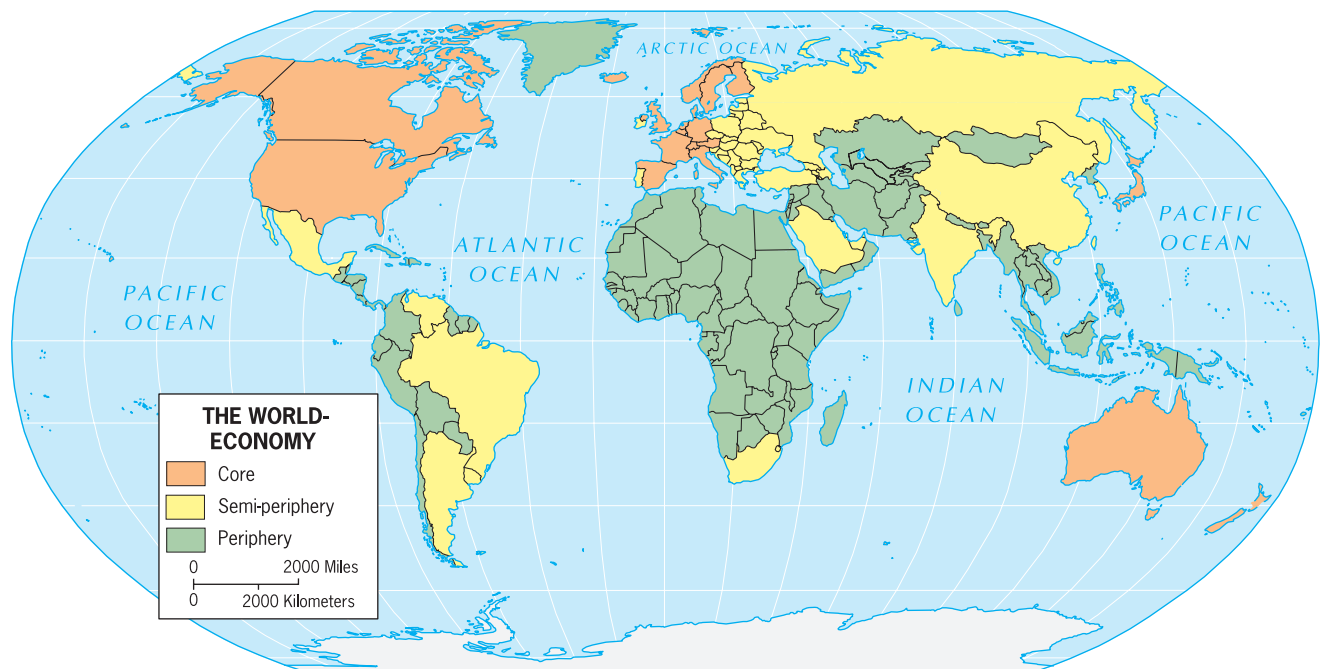 ARCTIC OCEAN
ATLANTIC
OCEAN
PACIFIC
OCEAN
PACIFIC
OCEAN
INDIAN
OCEAN
THE WORLD-
ECONOMY
Core
Semi-periphery
Periphery
0 2000 Miles
0 2000 Kilometers